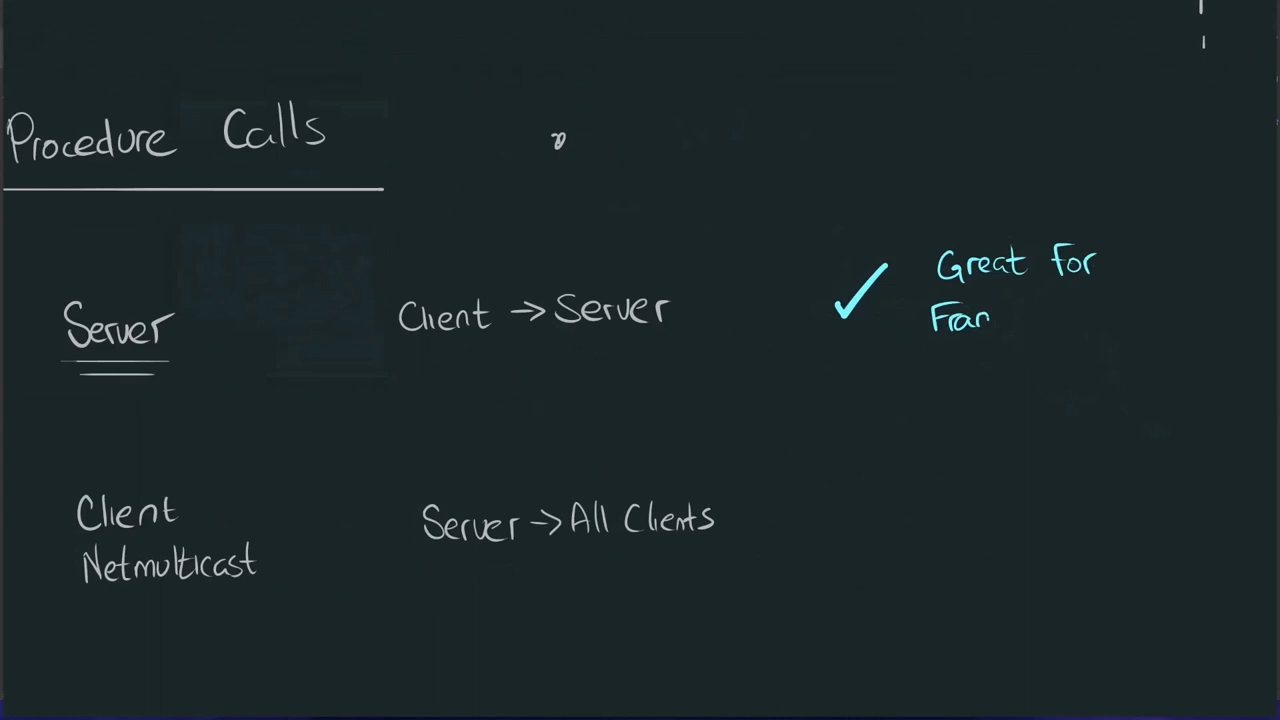 Procedure Calls
Server
Client → Server
Great For
Fran
Client
Netmulticast
Server → All Clients